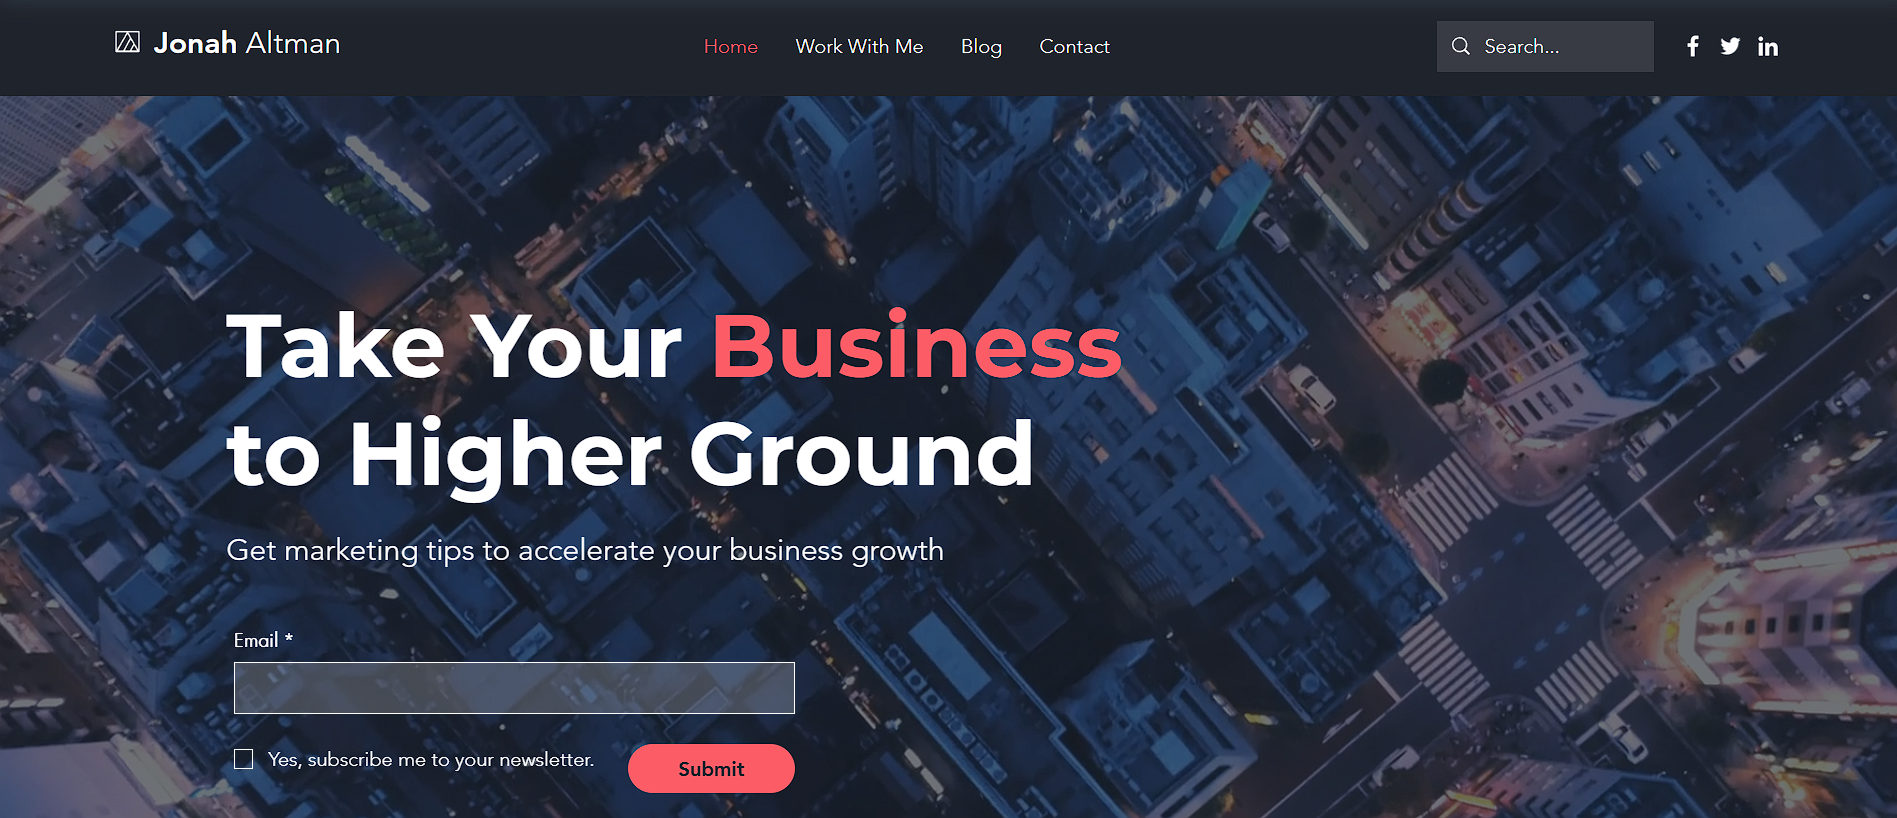 Jonah Altman
Home
Work With Me
Blog
Contact
Search...
Take Your Business
to Higher Ground
Get marketing tips to accelerate your business growth
Email *
Yes, subscribe me to your newsletter.
Submit